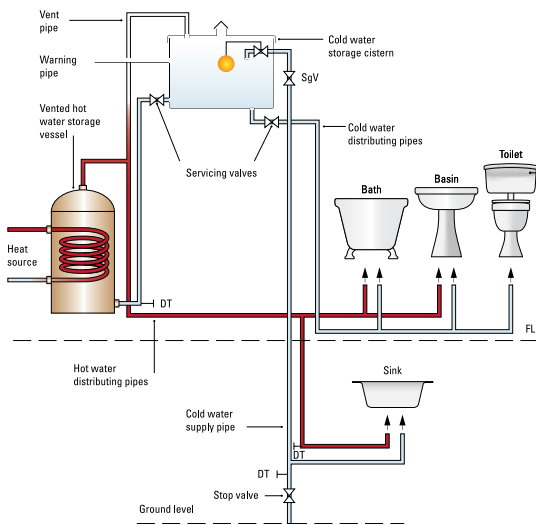 Vent
pipe
Cold water
storage cistern
Warning
pipe
SgV
Vented hot
water storage
vessel
Servicing valves
Cold water
distributing pipes
Toilet
Basin
Bath
Heat
source
DT
FL
Hot water
distributing pipes
Sink
Cold water
supply pipe
DT
DT
Stop valve
Ground level